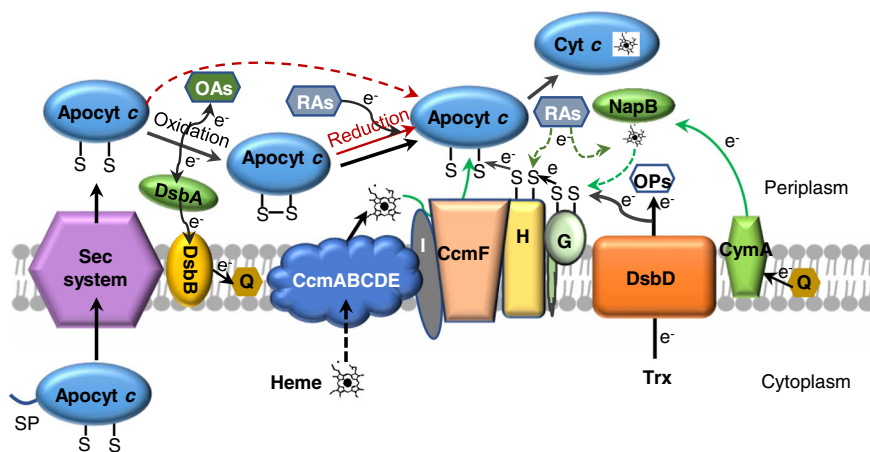 Cyt c
OAs
Apocyt c
e-
Oxidation
e-
S S
DsbA
e-
DsbB
e-
Q
Apocyt c
S-S
RAs
e-
Reduction
Apocyt c
S S
e-
S S
e
S S
RAs
e-
NapB
e-
OPs
e-
e-
Periplasm
Sec
system
CcmABCDE
I
CcmF
H
G
DsbD
CymA
e-
Q
e-
Trx
Heme
Cytoplasm
Apocyt c
SP
S S